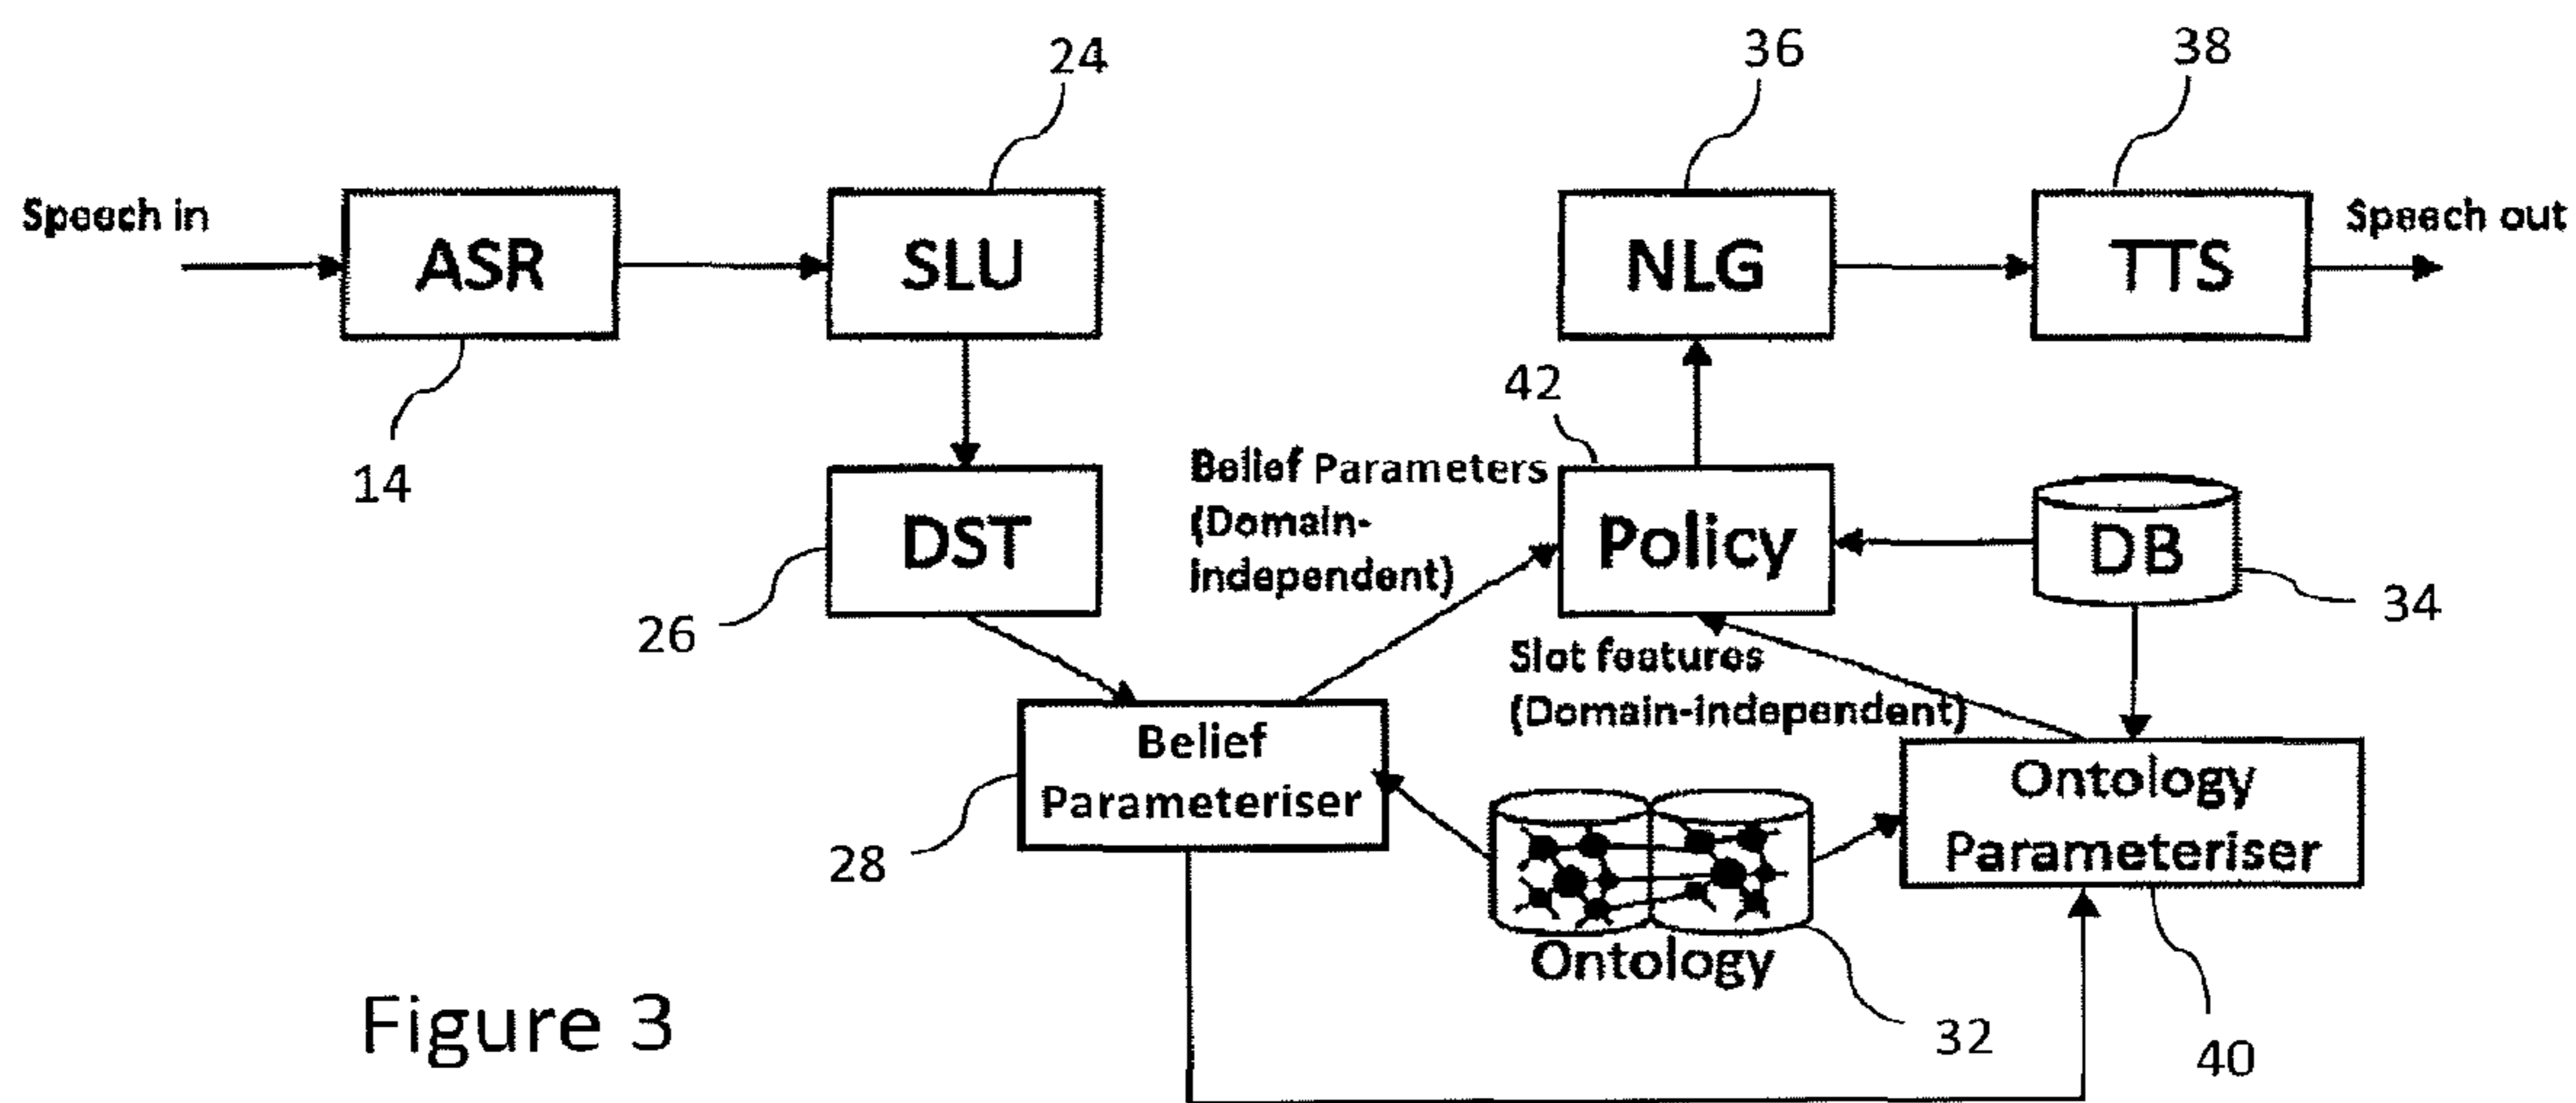 24
36
38
Speech in
ASR
SLU
NLG
TTS
Speech out
14
42
Belief Parameters
(Domain-
independent)
DST
Policy
DB
26
34
Slot features
(Domain-independent)
Belief
Parameteriser
Ontology
Parameteriser
28
Ontology
32
40
Figure 3